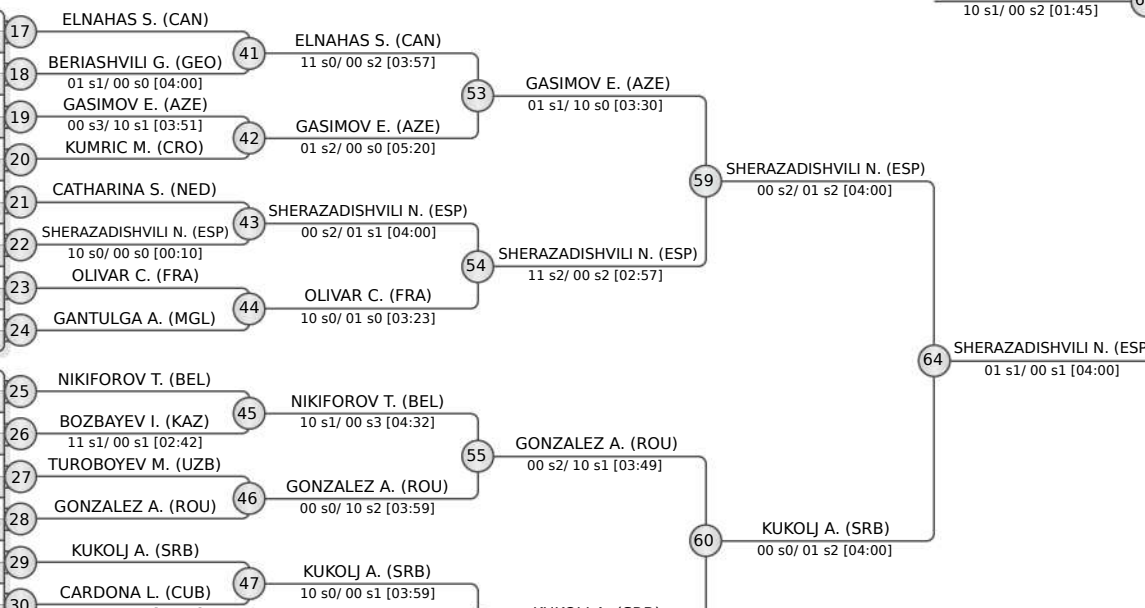 10 s1/ 00 s2 [01:45]
17
ELNAHAS S. (CAN)
18
BERIASHVILI G. (GEO)
01 s1/ 00 s0 [04:00]
41
ELNAHAS S. (CAN)
11 s0/ 00 s2 [03:57]
19
GASIMOV E. (AZE)
00 s3/ 10 s1 [03:51]
20
KUMRIC M. (CRO)
42
GASIMOV E. (AZE)
01 s2/ 00 s0 [05:20]
53
GASIMOV E. (AZE)
01 s1/ 10 s0 [03:30]
21
CATHARINA S. (NED)
22
SHERAZADISHVILI N. (ESP)
10 s0/ 00 s0 [00:10]
43
SHERAZADISHVILI N. (ESP)
00 s2/ 01 s1 [04:00]
23
OLIVAR C. (FRA)
24
GANTULGA A. (MGL)
44
OLIVAR C. (FRA)
10 s0/ 01 s0 [03:23]
54
SHERAZADISHVILI N. (ESP)
11 s2/ 00 s2 [02:57]
59
SHERAZADISHVILI N. (ESP)
00 s2/ 01 s2 [04:00]
25
NIKIFOROV T. (BEL)
26
BOZBAYEV I. (KAZ)
11 s1/ 00 s1 [02:42]
45
NIKIFOROV T. (BEL)
10 s1/ 00 s3 [04:32]
27
TUROBOYEV M. (UZB)
28
GONZALEZ A. (ROU)
46
GONZALEZ A. (ROU)
00 s0/ 10 s2 [03:59]
55
GONZALEZ A. (ROU)
00 s2/ 10 s1 [03:49]
29
KUKOLJ A. (SRB)
30
CARDONA L. (CUB)
47
KUKOLJ A. (SRB)
10 s0/ 00 s1 [03:59]
60
KUKOLJ A. (SRB)
00 s0/ 01 s2 [04:00]
64
SHERAZADISHVILI N. (ESP
01 s1/ 00 s1 [04:00]